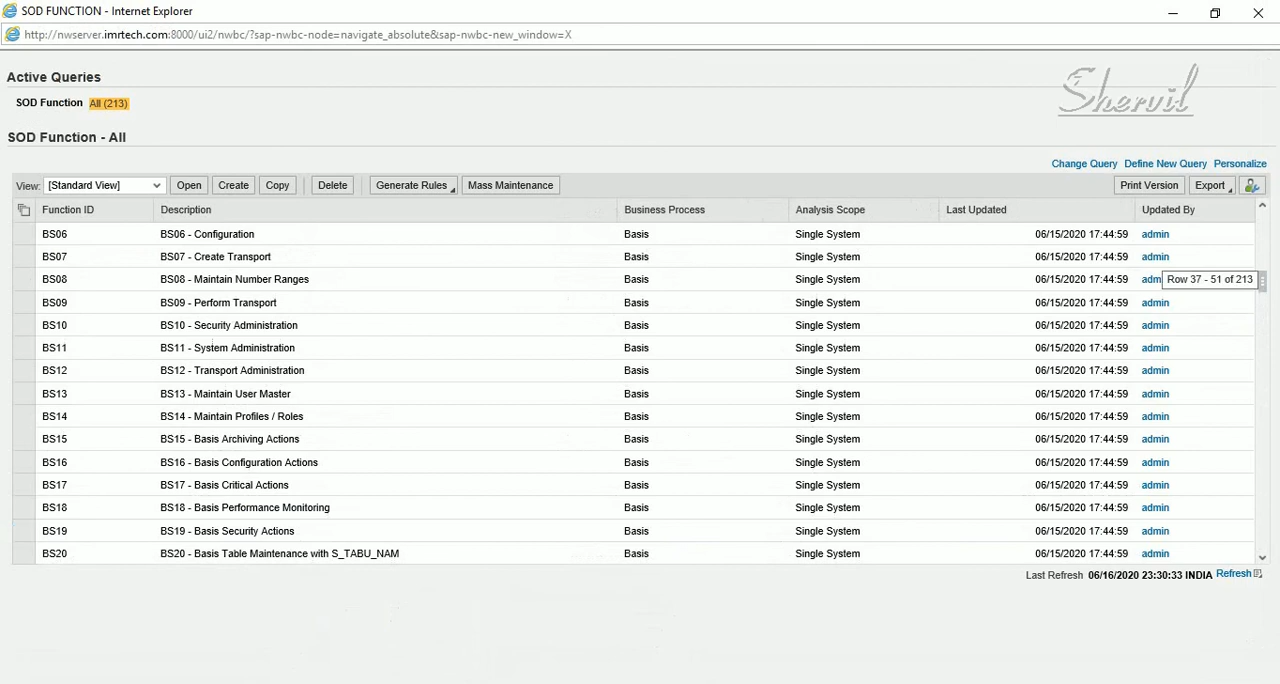 SOD FUNCTION - Internet Explorer
http://nwserver.imrtech.com:8000/ui2/nwbc/?sap-nwbc-node=navigate_absolute&sap-nwbc-new_window=X
Active Queries
Shervil
SOD Function All (213)
SOD Function - All
Change Query Define New Query Personalize
View: [Standard View] Open Create Copy Delete Generate Rules Mass Maintenance Print Version Export
Function ID Description Business Process Analysis Scope Last Updated Updated By
BS06 BS06 - Configuration Basis Single System 06/15/2020 17:44:59 admin
BS07 BS07 - Create Transport Basis Single System 06/15/2020 17:44:59 admin
BS08 BS08 - Maintain Number Ranges Basis Single System 06/15/2020 17:44:59 adm Row 37 - 51 of 213
BS09 BS09 - Perform Transport Basis Single System 06/15/2020 17:44:59 admin
BS10 BS10 - Security Administration Basis Single System 06/15/2020 17:44:59 admin
BS11 BS11 - System Administration Basis Single System 06/15/2020 17:44:59 admin
BS12 BS12 - Transport Administration Basis Single System 06/15/2020 17:44:59 admin
BS13 BS13 - Maintain User Master Basis Single System 06/15/2020 17:44:59 admin
BS14 BS14 - Maintain Profiles / Roles Basis Single System 06/15/2020 17:44:59 admin
BS15 BS15 - Basis Archiving Actions Basis Single System 06/15/2020 17:44:59 admin
BS16 BS16 - Basis Configuration Actions Basis Single System 06/15/2020 17:44:59 admin
BS17 BS17 - Basis Critical Actions Basis Single System 06/15/2020 17:44:59 admin
BS18 BS18 - Basis Performance Monitoring Basis Single System 06/15/2020 17:44:59 admin
BS19 BS19 - Basis Security Actions Basis Single System 06/15/2020 17:44:59 admin
BS20 BS20 - Basis Table Maintenance with S_TABU_NAM Basis Single System 06/15/2020 17:44:59 admin
Last Refresh 06/16/2020 23:30:33 INDIA Refresh